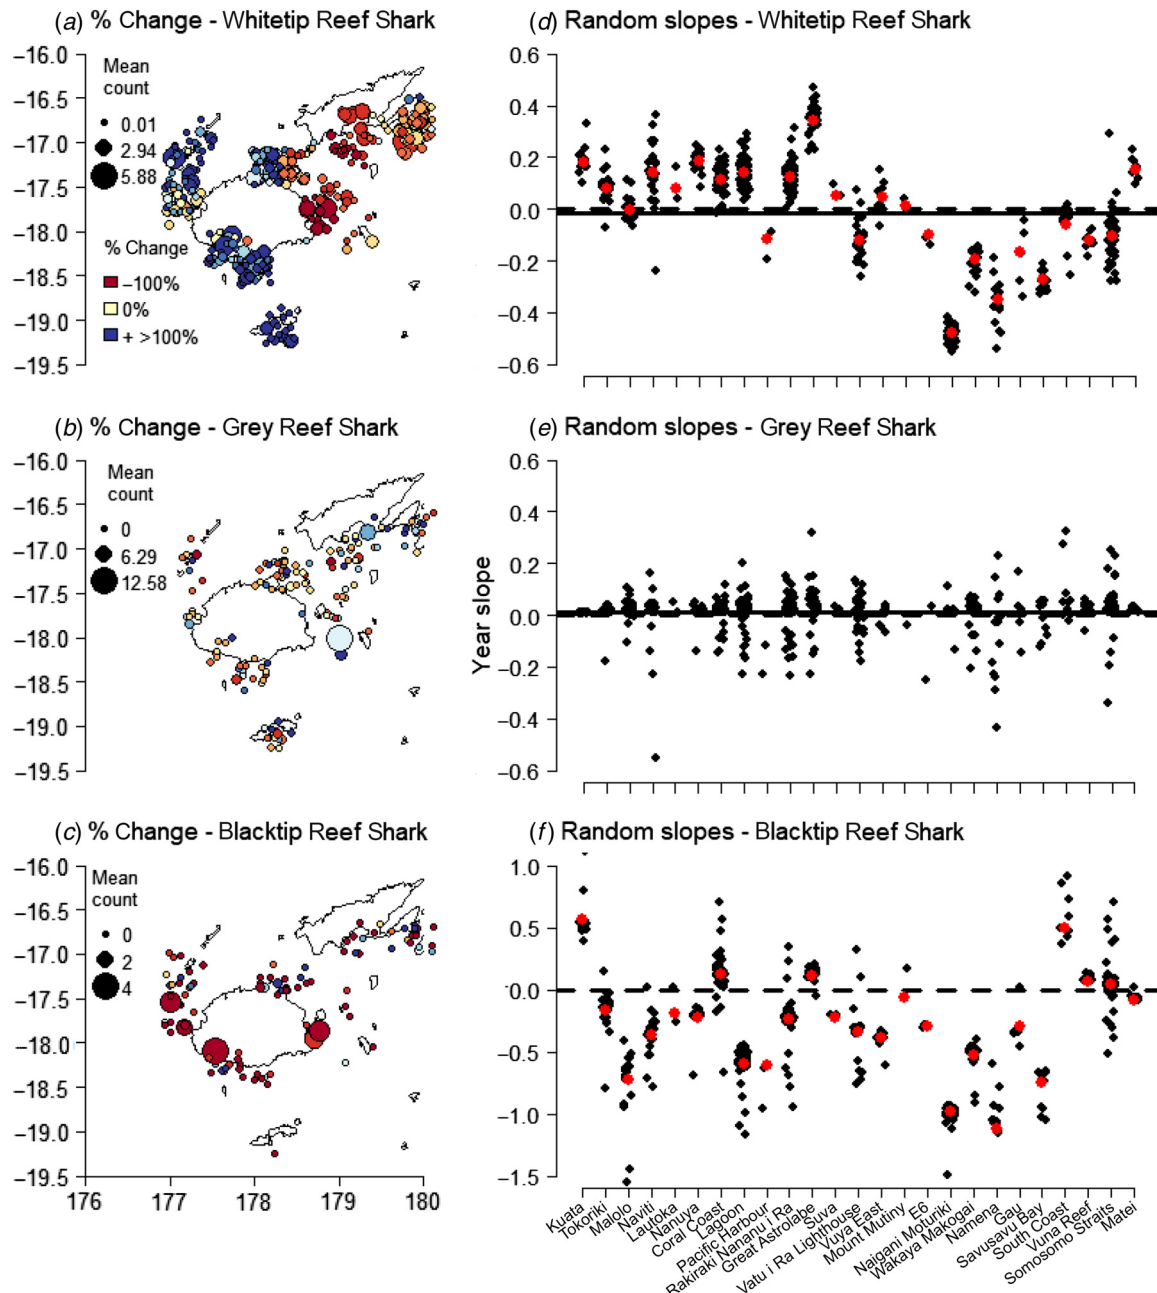 (a) % Change - Whitetip Reef Shark
−16.0
−16.5
−17.0
−17.5
−18.0
−18.5
−19.0
−19.5
Mean
count
0.01
2.94
5.88
% Change
−100%
0%
+ >100%
(d) Random slopes - Whitetip Reef Shark
0.6
0.4
0.2
0.0
−0.2
−0.4
−0.6
(b) % Change - Grey Reef Shark
−16.0
−16.5
−17.0
−17.5
−18.0
−18.5
−19.0
−19.5
Mean
count
0
6.29
12.58
(e) Random slopes - Grey Reef Shark
Year slope
0.6
0.4
0.2
0.0
−0.2
−0.4
−0.6
(c) % Change - Blacktip Reef Shark
−16.0
−16.5
−17.0
−17.5
−18.0
−18.5
−19.0
−19.5
Mean
count
0
2
4
176
177
178
179
180
(f) Random slopes - Blacktip Reef Shark
1.0
0.5
0.0
−0.5
−1.0
−1.5
Kuata
Tokoriki
Malolo
Naviti
Lautoka
Nanuya
Coral Coast
Lagoon
Pacific Harbour
Rakiraki Nananu i Ra
Great Astrolabe
Suva
Vatu i Ra Lighthouse
Vuya East
Mount Mutiny
E6
Naigani Moturiki
Wakaya Makogai
Namena
Gau
Savusavu Bay
South Coast
Vuna Reef
Somosomo Straits
Matei